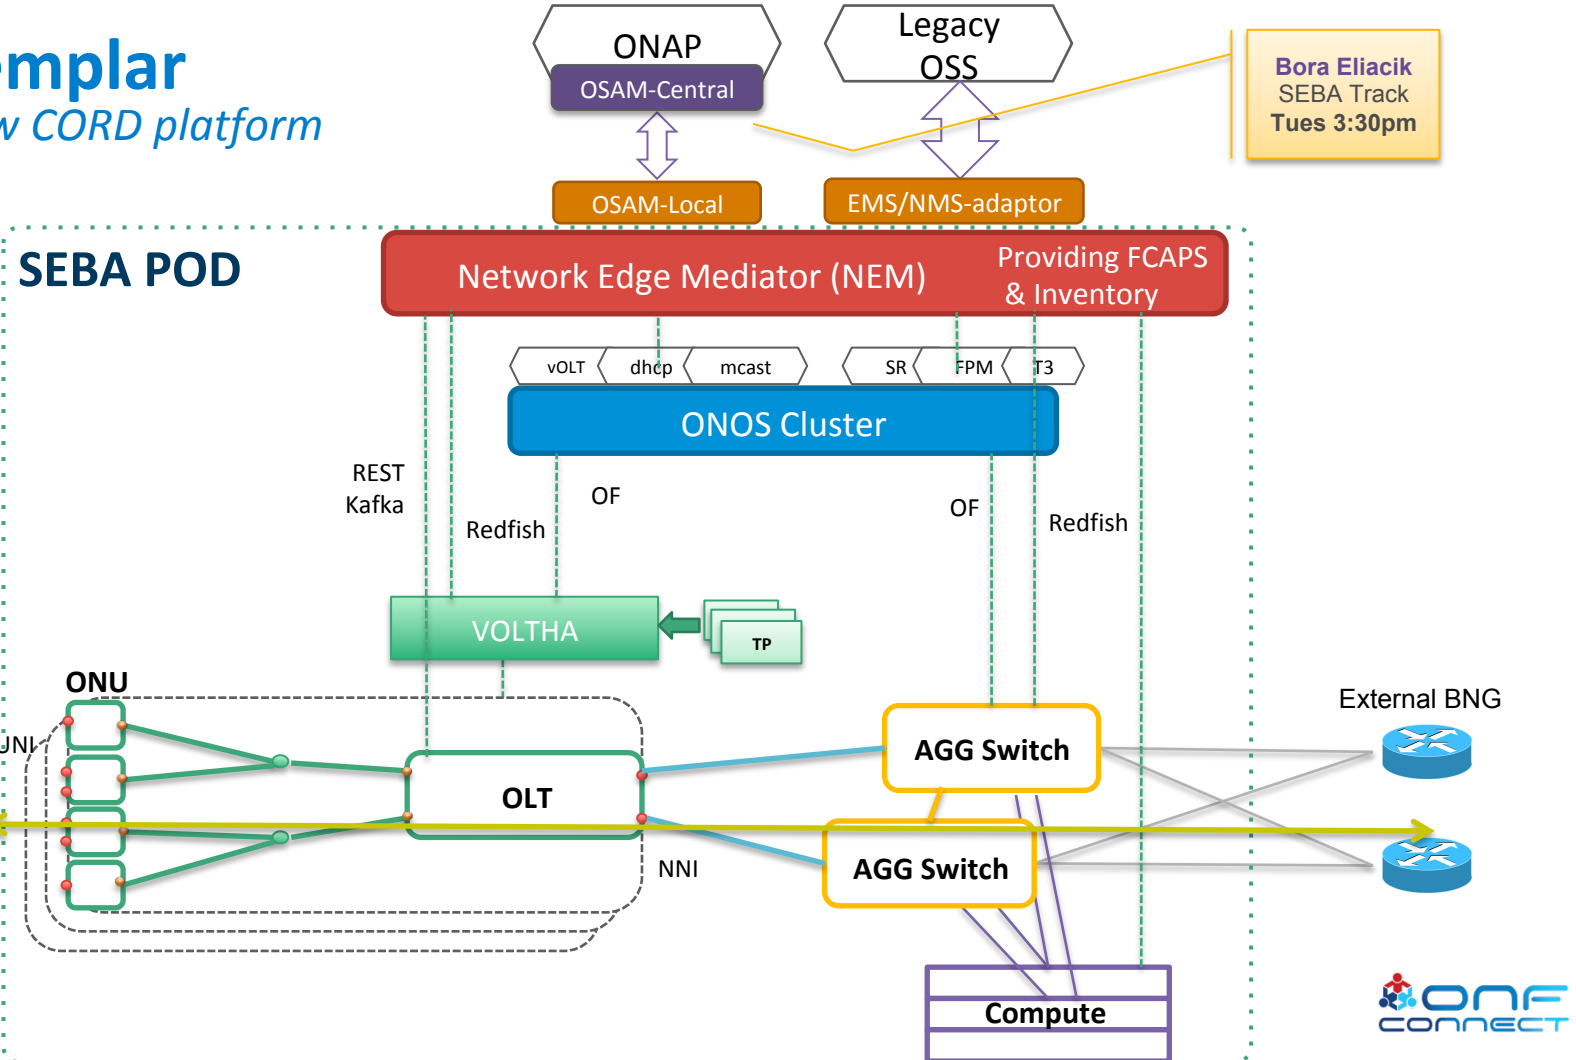 emplar
w CORD platform
ONAP
OSAM-Central
Legacy
OSS
Bora Eliacik
SEBA Track
Tues 3:30pm
OSAM-Local
EMS/NMS-adaptor
SEBA POD
Network Edge Mediator (NEM)
Providing FCAPS
& Inventory
vOLT
dhcp
mcast
SR
FPM
T3
ONOS Cluster
REST
Kafka
Redfish
OF
OF
Redfish
VOLTHA
TP
ONU
UNI
OLT
NNI
AGG Switch
AGG Switch
External BNG
Compute
ONF
CONNECT